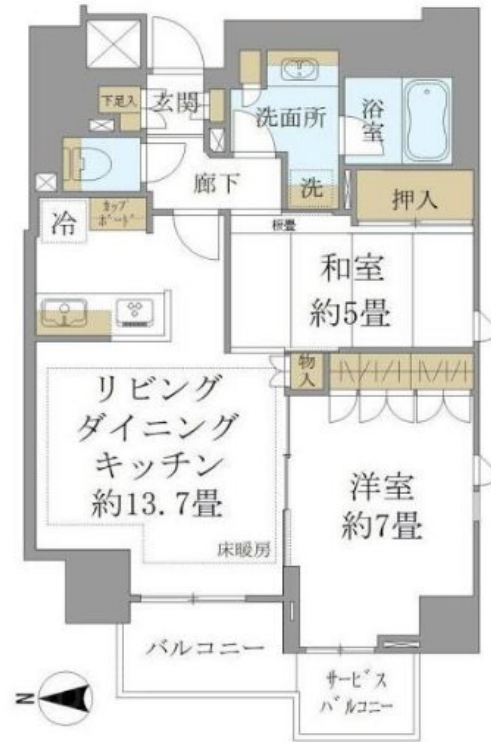 下足入
玄関
洗面所
浴室
廊下
洗
押入
冷
カップ
ボード
板畳
和室
約5畳
物入
リビング
ダイニング
キッチン
約13.7畳
床暖房
洋室
約7畳
バルコニー
サービス
バルコニー
N